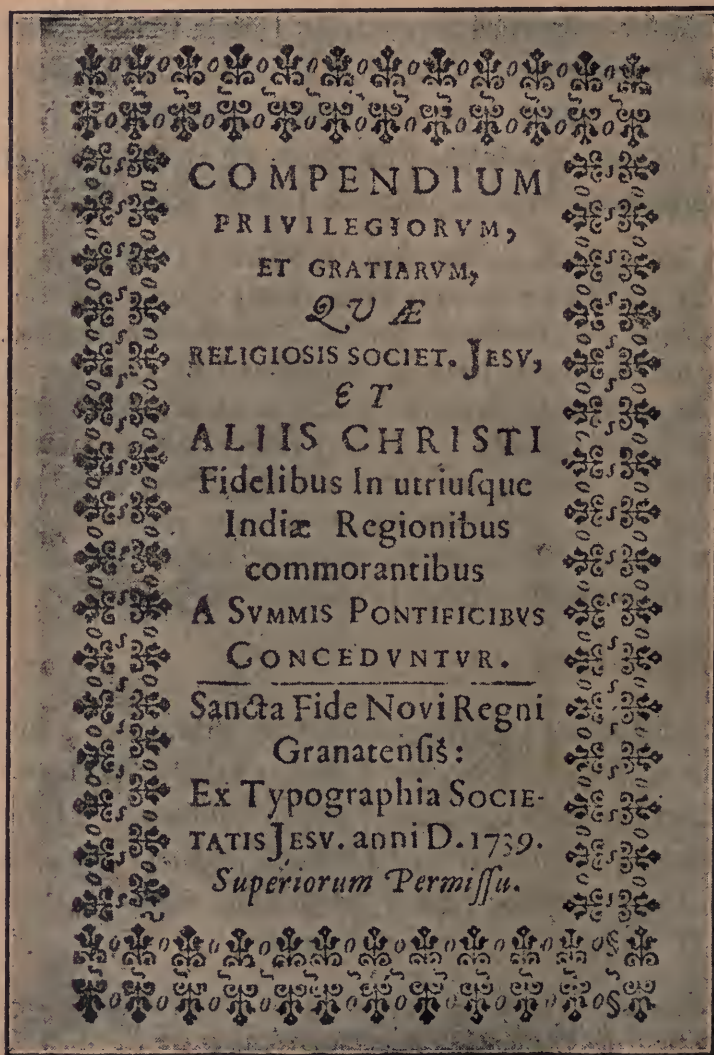 COMPENDIUM
PRIVILEGIORVM,
ET GRATIARVM,
QVÆ
RELIGIOSIS SOCIET. JESV,
ET
ALIIS CHRISTI
Fidelibus In utriuſque
Indiæ Regionibus
commorantibus
A SVMMIS PONTIFICIBVS
CONCEDVNTVR.
Sancta Fide Novi Regni
Granatenſis:
Ex Typographia SOCIE-
TATIS JESV. anni D. 1739.
Superiorum Permiſſu.